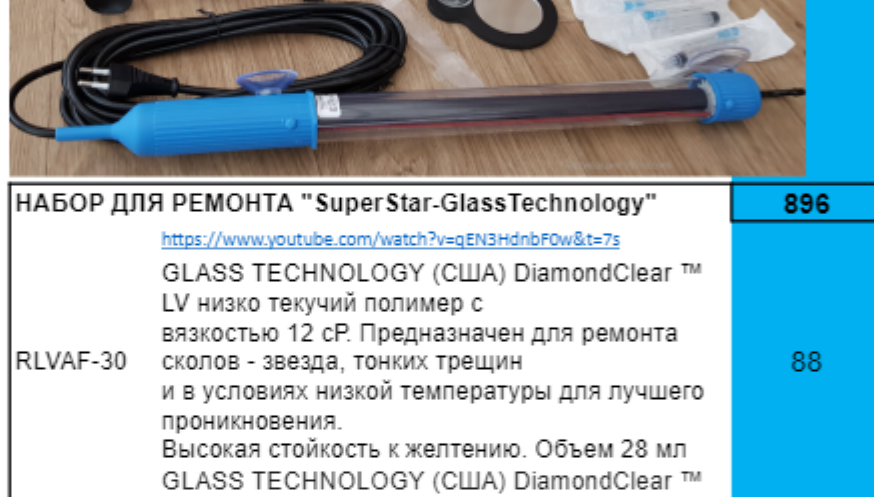 НАБОР ДЛЯ РЕМОНТА "SuperStar-GlassTechnology" 896
https://www.youtube.com/watch?v=qEN3HdnbF0w&t=7s
GLASS TECHNOLOGY (США) DiamondClear ™
LV низко текучий полимер с
вязкостью 12 cP. Предназначен для ремонта
RLVAF-30 сколов - звезда, тонких трещин 88
и в условиях низкой температуры для лучшего
проникновения.
Высокая стойкость к желтению. Объем 28 мл
GLASS TECHNOLOGY (США) DiamondClear ™